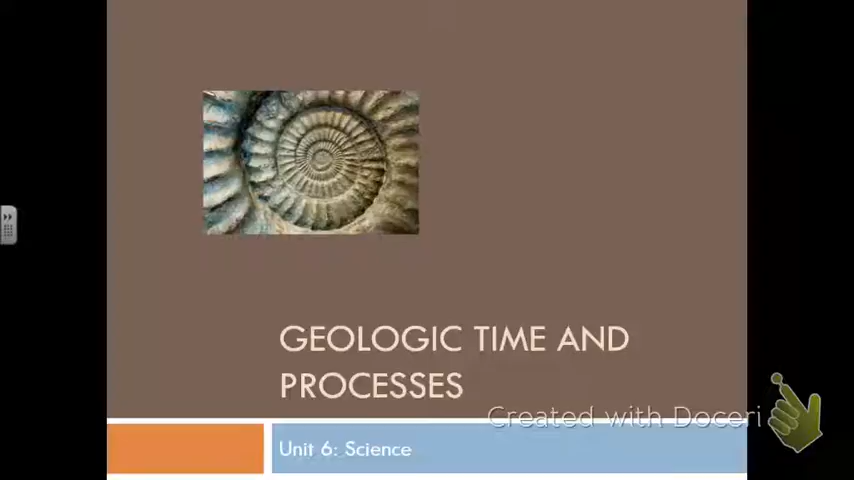 GEOLOGIC TIME AND
PROCESSES
Created with Doceri
Unit 6: Science